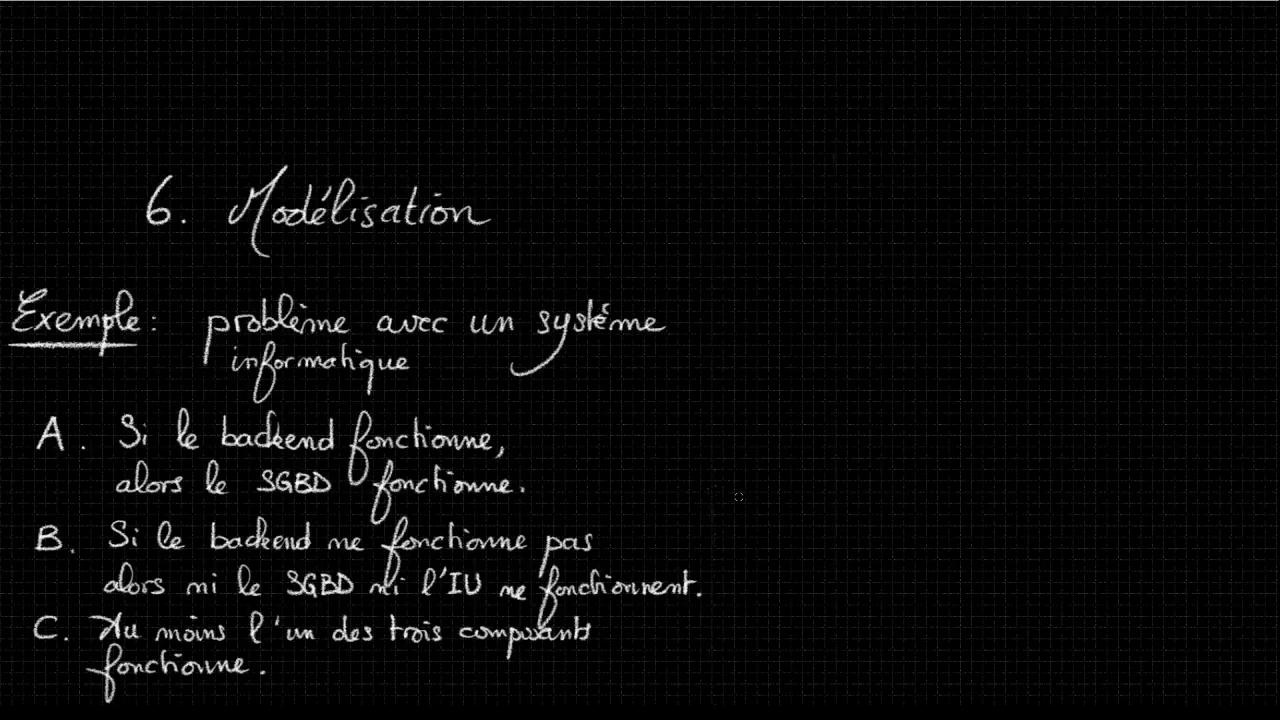 6. Modélisation
Exemple : problème avec un système
informatique
A. Si le backend fonctionne,
alors le SGBD fonctionne.
B. Si le backend ne fonctionne pas
alors ni le SGBD ni l'IU ne fonctionnent.
C. Au moins l'un des trois composants
fonctionne.